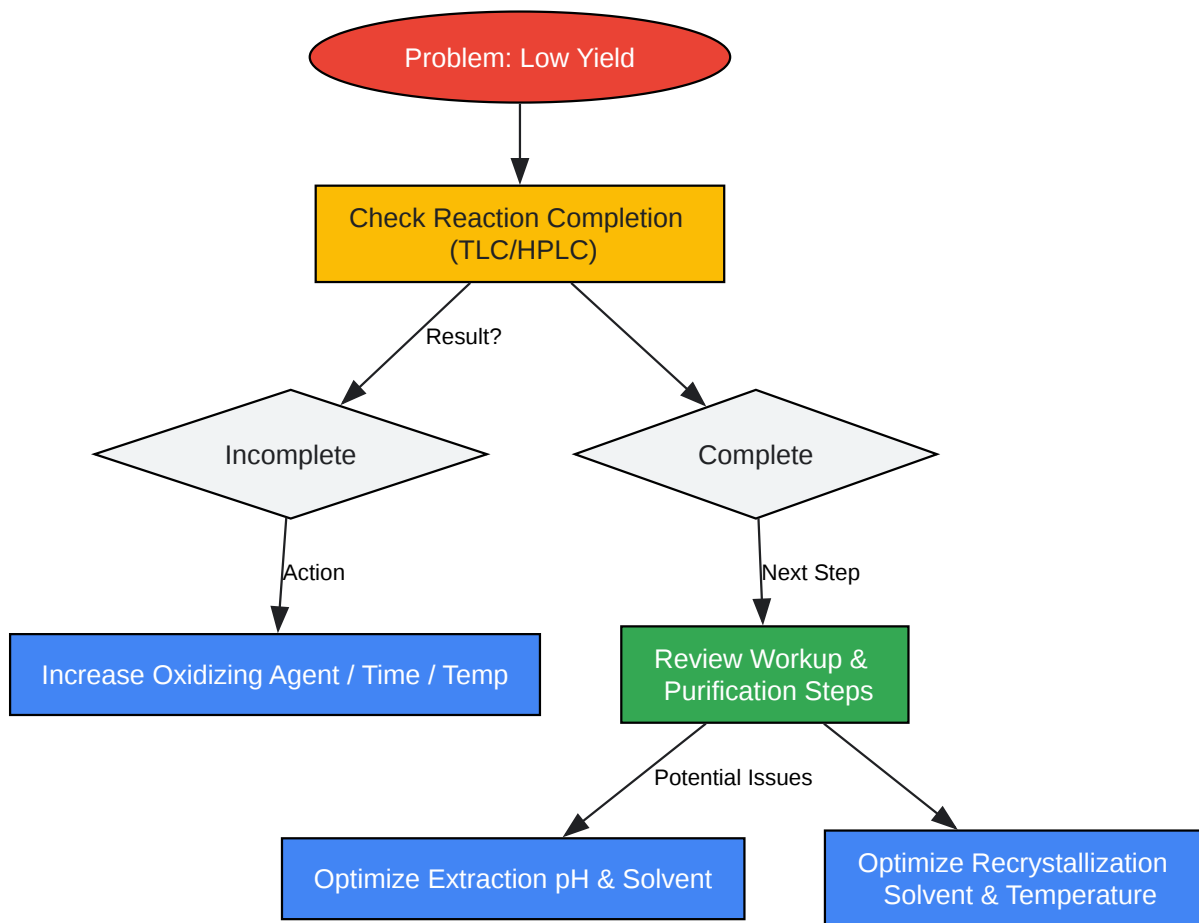 Problem: Low Yield
Check Reaction Completion
(TLC/HPLC)
Result?
Incomplete
Complete
Action
Next Step
Increase Oxidizing Agent / Time / Temp
Review Workup &
Purification Steps
Potential Issues
Optimize Extraction pH & Solvent
Optimize Recrystallization
Solvent & Temperature